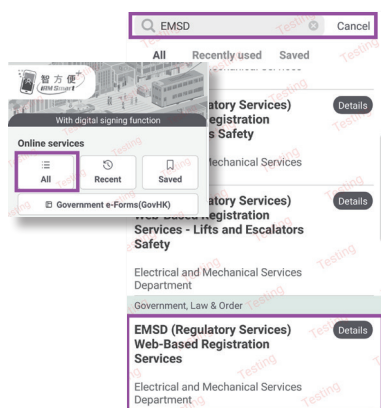 EMSD
Cancel
All Recently used Saved
智方便+
iAM Smart
With digital signing function
Online services
All
Recent
Saved
Government e-Forms(GovHK)
Services)
Details
Safety
Mechanical Services
Services)
Details
Web-Based Registration
Services - Lifts and Escalators
Safety
Electrical and Mechanical Services
Department
Government, Law & Order
EMSD (Regulatory Services)
Details
Web-Based Registration
Services
Electrical and Mechanical Services
Department
Testing